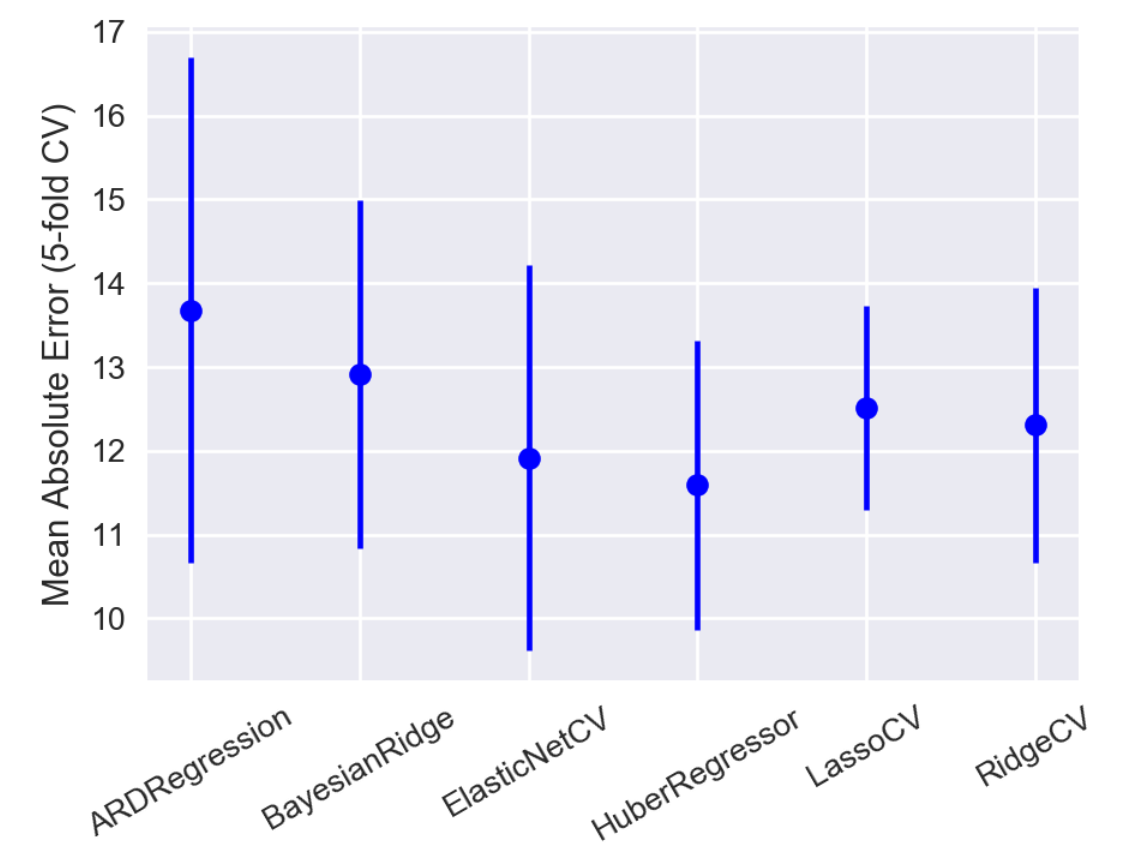 Mean Absolute Error (5-fold CV)
17
16
15
14
13
12
11
10
ARDRegression
BayesianRidge
ElasticNetCV
HuberRegressor
LassoCV
RidgeCV